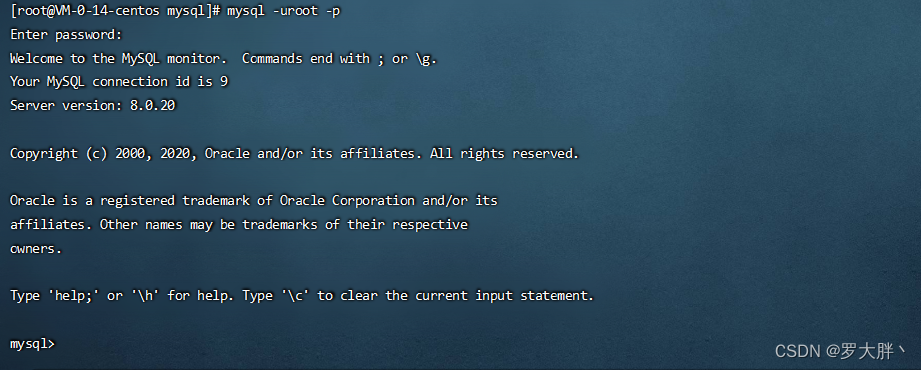 [root@VM-0-14-centos mysql]# mysql -uroot -p
Enter password:
Welcome to the MySQL monitor.  Commands end with ; or \g.
Your MySQL connection id is 9
Server version: 8.0.20
Copyright (c) 2000, 2020, Oracle and/or its affiliates. All rights reserved.
Oracle is a registered trademark of Oracle Corporation and/or its
affiliates. Other names may be trademarks of their respective
owners.
Type 'help;' or '\h' for help. Type '\c' to clear the current input statement.
mysql>
CSDN @罗大胖丶